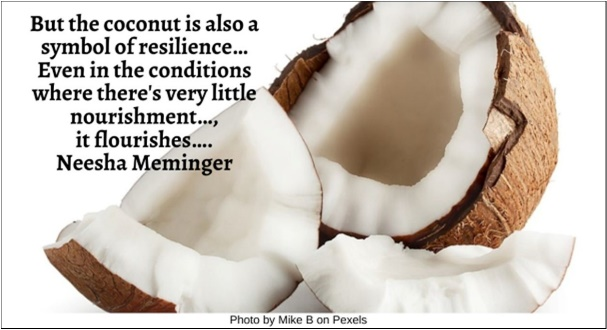 But the coconut is also a
symbol of resilience...
Even in the conditions
where there's very little
nourishment...,
it flourishes....
Neesha Meminger
Photo by Mike B on Pexels